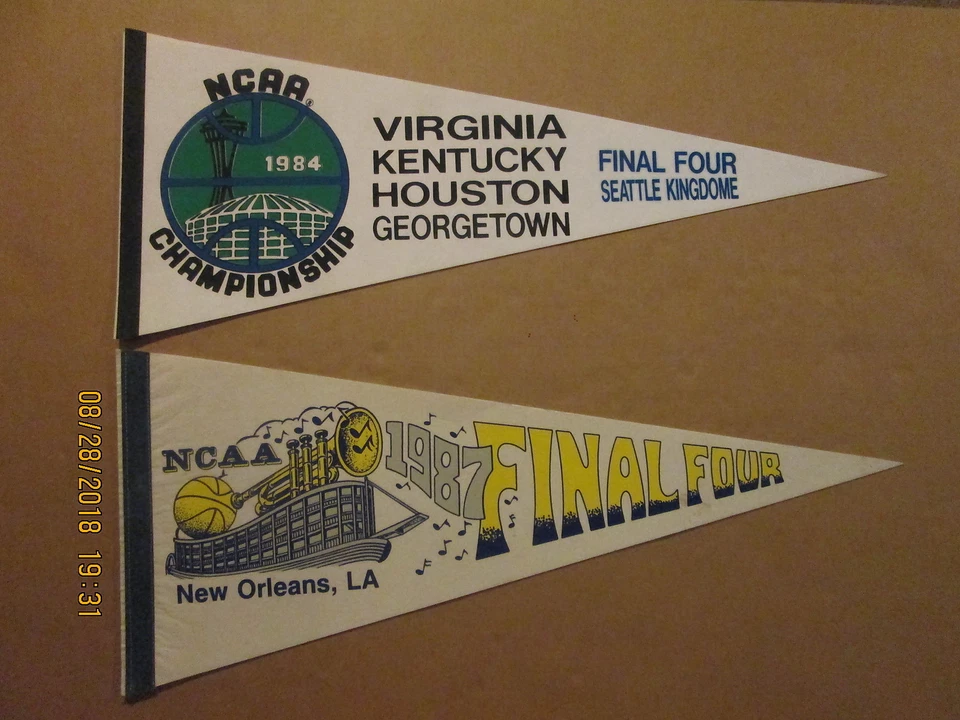 NCAA
1984
CHAMPIONSHIP
VIRGINIA
KENTUCKY
HOUSTON
GEORGETOWN
FINAL FOUR
SEATTLE KINGDOME
NCAA
1987 FINAL FOUR
New Orleans, LA
08/28/2018 19:31